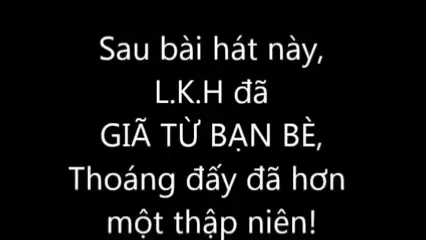 Sau bài hát này,
L.K.H đã
GIÃ TỪ BẠN BÈ,
Thoáng đấy đã hơn
một thập niên!